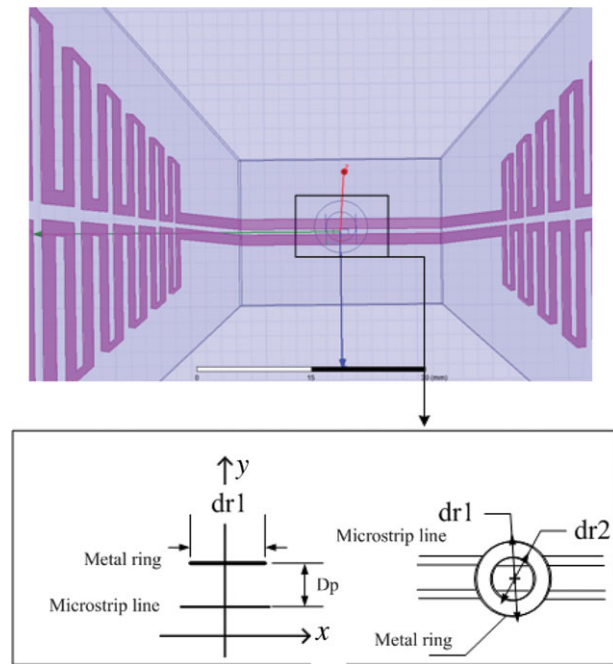 0 15 30 (mm)
y
dr1
Metal ring
Dp
Microstrip line
x
dr1
dr2
Microstrip line
Metal ring